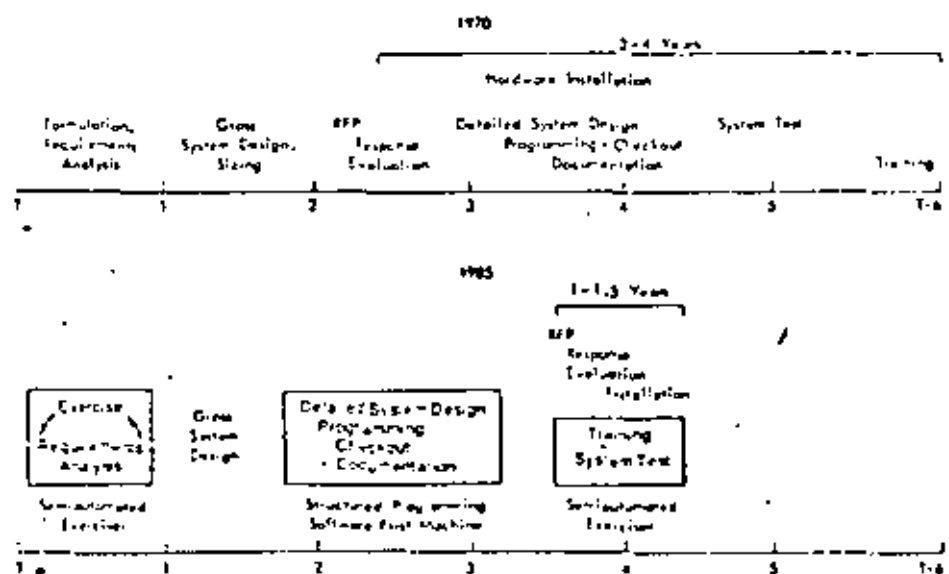 1970
3-4 Years
Hardware Installation
Formulation,
Requirements
Analysis
Gross
System Design,
Sizing
RFP
Response
Evaluation
Detailed System Design
Programming - Checkout
Documentation
System Test
Training
T 1 2 3 4 5 T-6
1985
1-1.5 Years
RFP
Response
Evaluation
Installation
Exercise
Requirements
Analysis
Gross
System
Design
Detailed System Design
Programming
Checkout
Documentation
Training
System Test
Semiautomated
Exerciser
Structured Programming
Software First Machine
Semiautomated
Exerciser
T 1 2 3 4 5 T-6